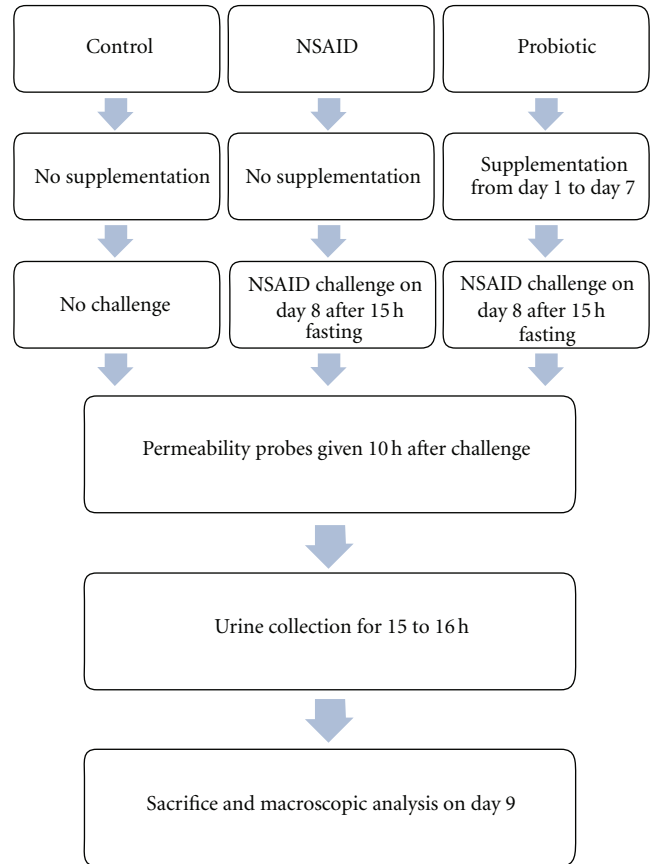 Control
NSAID
Probiotic
No supplementation
No supplementation
Supplementation
from day 1 to day 7
No challenge
NSAID challenge on
day 8 after 15 h
fasting
NSAID challenge on
day 8 after 15 h
fasting
Permeability probes given 10 h after challenge
Urine collection for 15 to 16 h
Sacrifice and macroscopic analysis on day 9